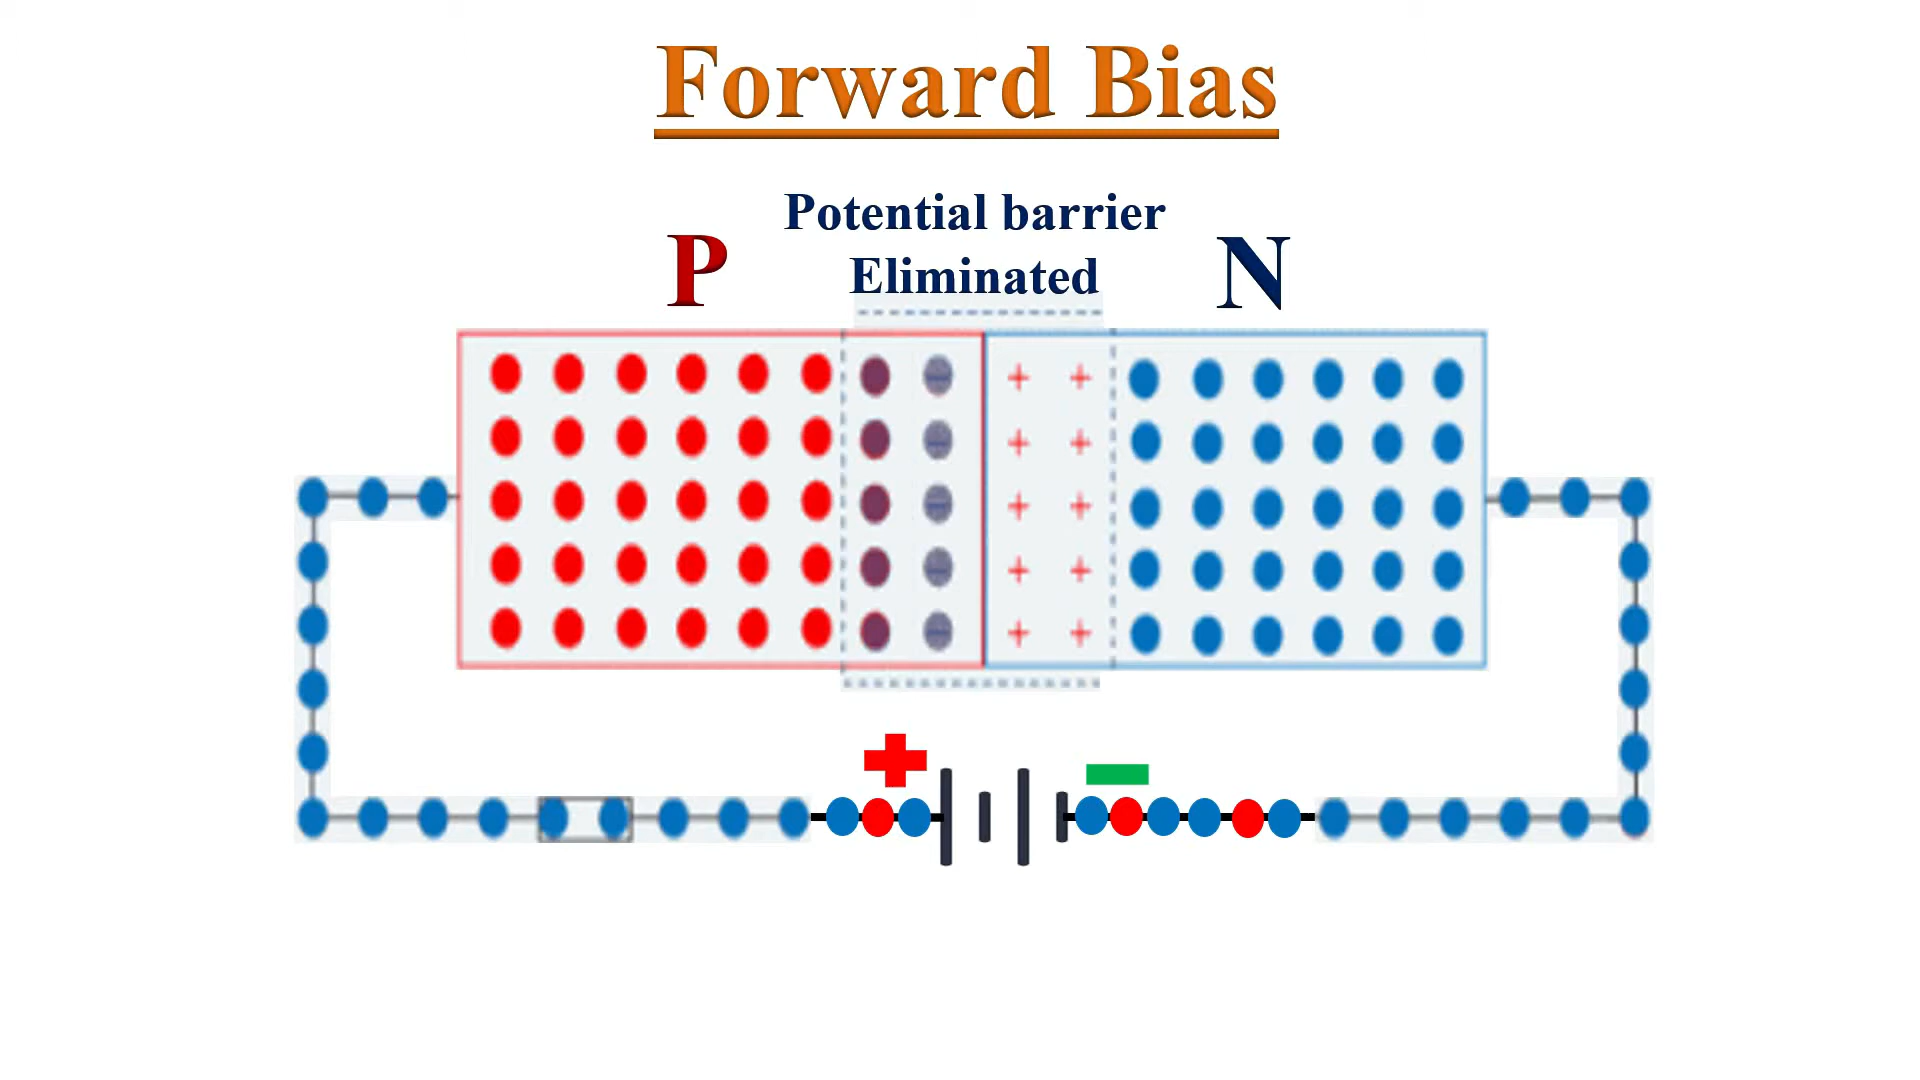 Forward Bias
Potential barrier
P
Eliminated
N
+ +
+ +
+ +
+ +
+ +